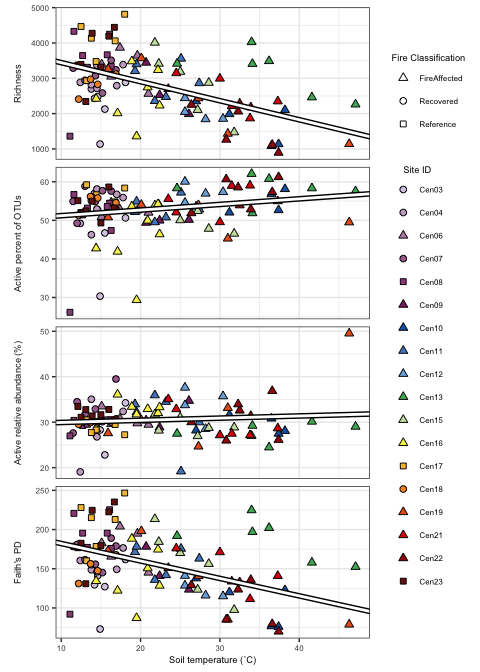 Richness
5000
4000
3000
2000
1000
Active percent of OTUs
60
50
40
30
Active relative abundance (%)
50
40
30
20
Faith's PD
250
200
150
100
10
20
30
40
Soil temperature (˚C)
Fire Classification
FireAffected
Recovered
Reference
Site ID
Cen03
Cen04
Cen06
Cen07
Cen08
Cen09
Cen10
Cen11
Cen12
Cen13
Cen15
Cen16
Cen17
Cen18
Cen19
Cen21
Cen22
Cen23